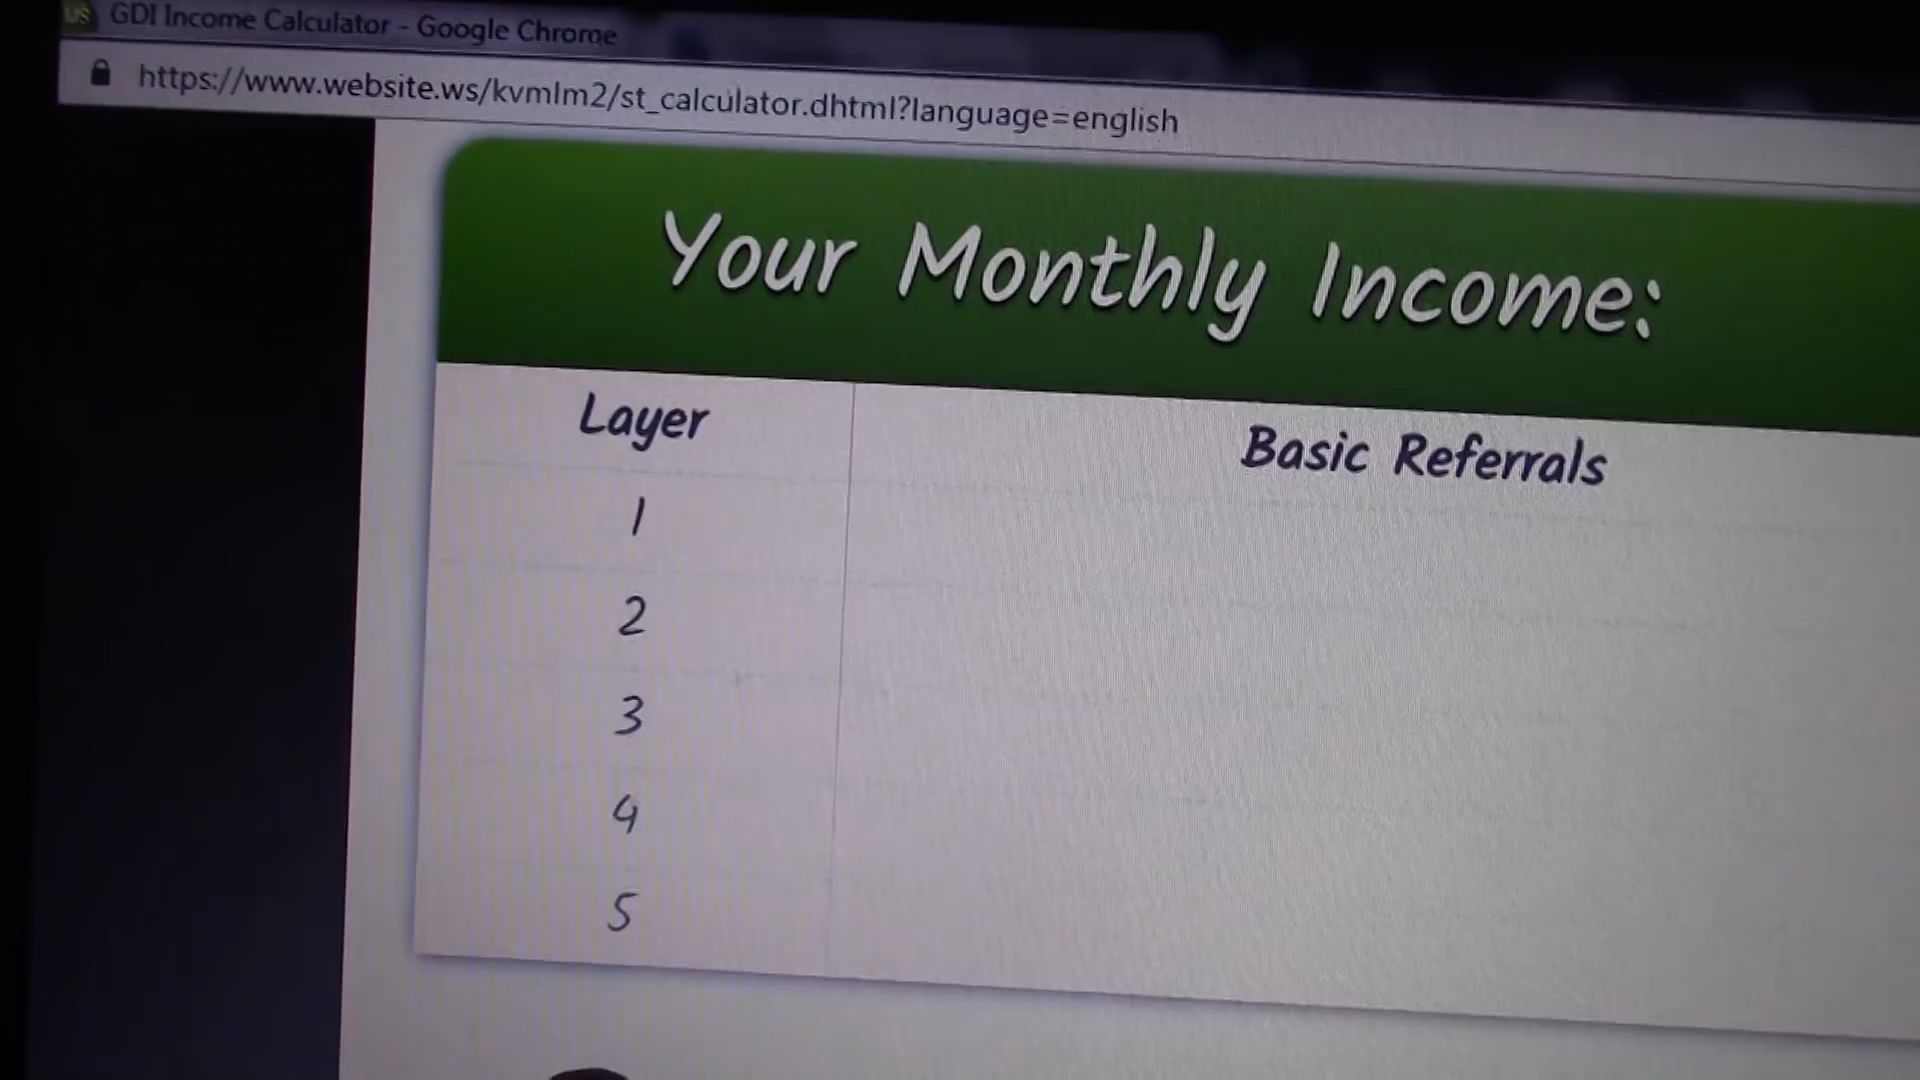 GDI Income Calculator - Google Chrome
https://www.website.ws/kvmlm2/st_calculator.dhtml?language=english
Your Monthly Income:
Layer
Basic Referrals
1
2
3
4
5